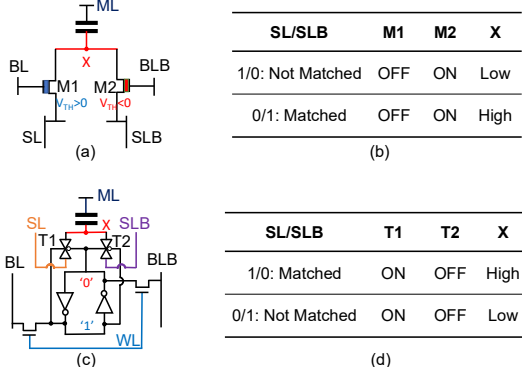 ML
X
BL
BLB
M1
M2
V_TH>0
V_TH<0
SL
SLB
(a)
SL/SLB M1 M2 X
1/0: Not Matched OFF ON Low
0/1: Matched OFF ON High
(b)
ML
SL
X
SLB
T1
T2
BL
BLB
'0'
'1'
WL
(c)
SL/SLB T1 T2 X
1/0: Matched ON OFF High
0/1: Not Matched ON OFF Low
(d)